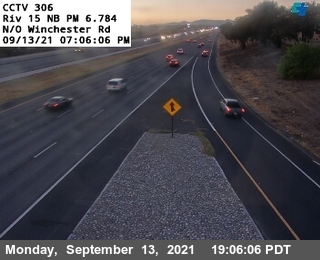 CCTV 306
Riv 15 NB PM 6.784
N/O Winchester Rd
09/13/21 07:06:06 PM
Monday, September 13, 2021 19:06:06 PDT